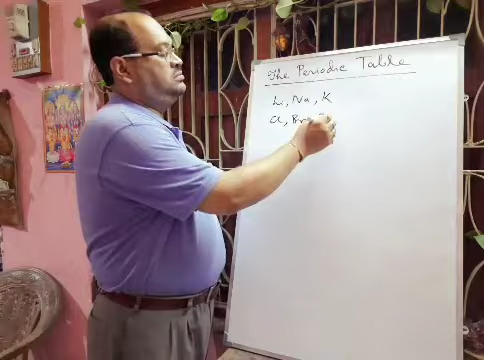 The Periodic Table
Li, Na, K
Cl, Br,